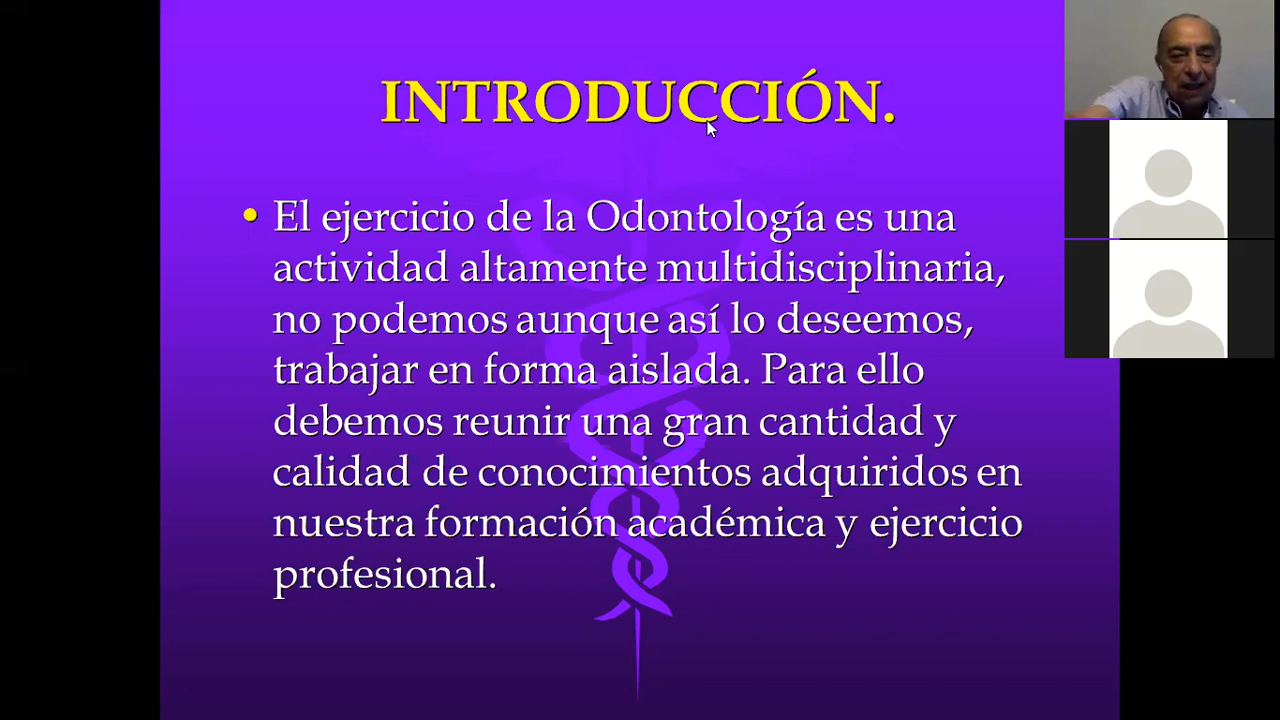 INTRODUCCIÓN.
• El ejercicio de la Odontología es una
actividad altamente multidisciplinaria,
no podemos aunque así lo deseemos,
trabajar en forma aislada. Para ello
debemos reunir una gran cantidad y
calidad de conocimientos adquiridos en
nuestra formación académica y ejercicio
profesional.